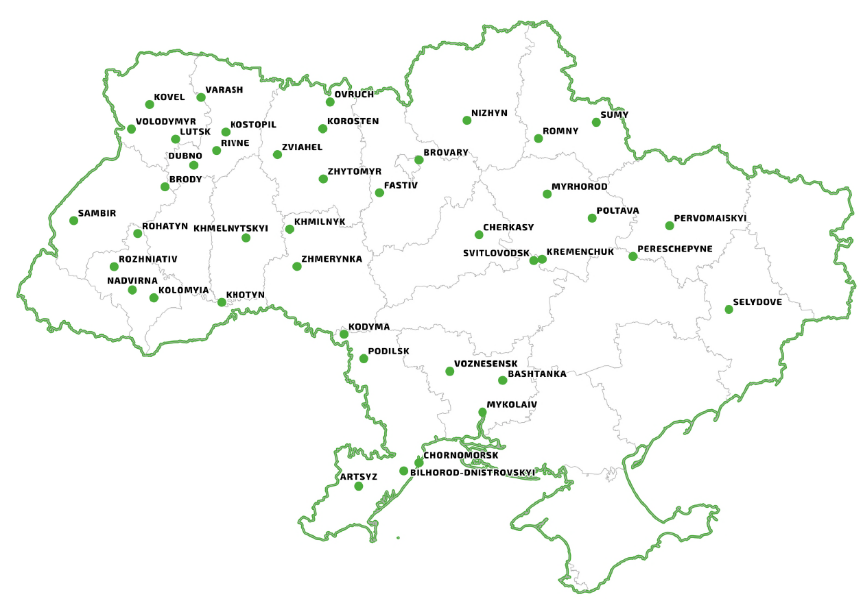 VARASH
OVRUCH
KOVEL
NIZHYN
SUMY
VOLODYMYR
KOSTOPIL
KOROSTEN
LUTSK
ROMNY
RIVNE
ZVIAHEL
DUBNO
BROVARY
BRODY
ZHYTOMYR
FASTIV
MYRHOROD
SAMBIR
POLTAVA
PERVOMAISKYI
ROHATYN
KHMELNYTSKYI
KHMILNYK
CHERKASY
ROZHNIATIV
ZHMERYNKA
SVITLOVODSK
KREMENCHUK
PERESCHEPYNE
NADVIRNA
KOLOMYIA
KHOTYN
SELYDOVE
KODYMA
PODILSK
VOZNESENSK
BASHTANKA
MYKOLAIV
CHORNOMORSK
BILHOROD-DNISTROVSKYI
ARTSYZ